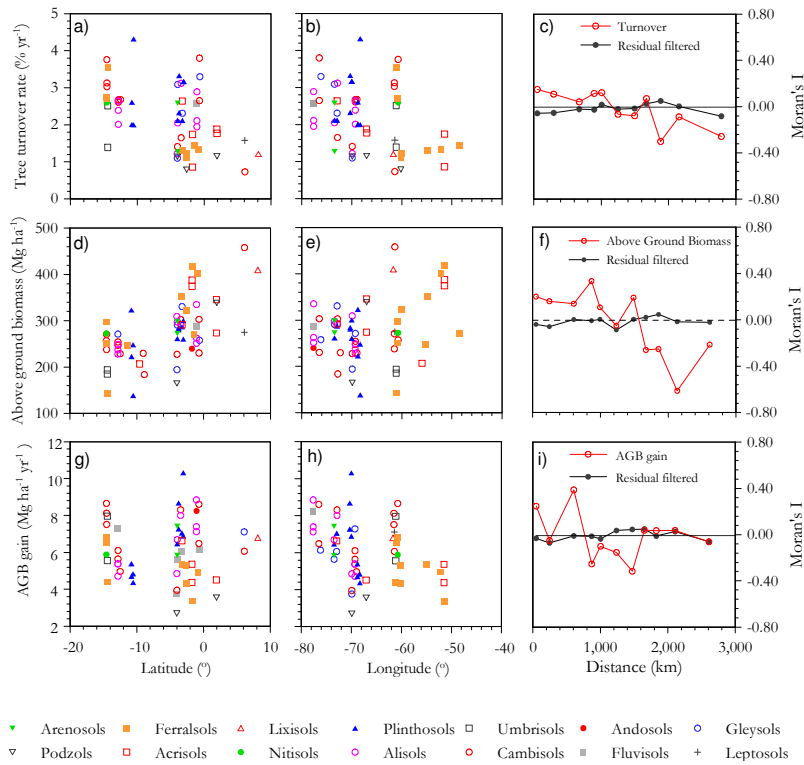 a)
b)
c)
Turnover
Residual filtered
Tree turnover rate (% yr⁻¹)
5
4
3
2
1
0
0.80
0.40
0.00
-0.40
-0.80
Moran's I
d)
e)
f)
Above Ground Biomass
Residual filtered
Above ground biomass (Mg ha⁻¹)
500
400
300
200
100
0.80
0.40
0.00
-0.40
-0.80
Moran's I
g)
h)
i)
AGB gain
Residual filtered
AGB gain (Mg ha⁻¹ yr⁻¹)
12
10
8
6
4
2
0.80
0.40
0.00
-0.40
-0.80
Moran's I
-20 -10 0 10
-80 -70 -60 -50 -40
0 1,000 2,000 3,000
Latitude (º)
Longitude (º)
Distance (km)
Arenosols Ferralsols Lixisols Plinthosols Umbrisols Andosols Gleysols
Podzols Acrisols Nitisols Alisols Cambisols Fluvisols Leptosols